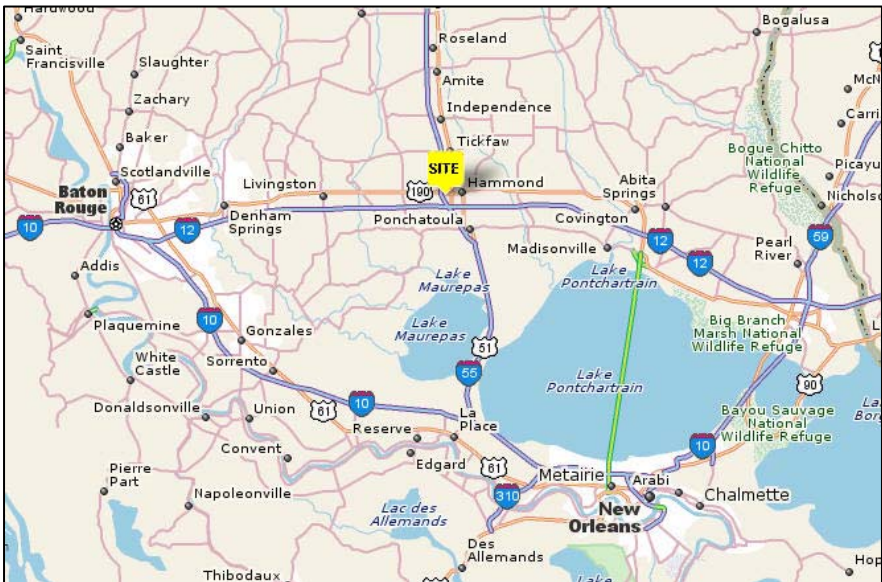 Hardwood
Bogalusa
Saint
Francisville
Roseland
Slaughter
Amite
McN
Zachary
Independence
Carri
Baker
Tickfaw
Bogue Chitto
National
Wildlife
Refuge
Scotlandville
SITE
Picayu
Baton
Rouge
61
Livingston
190
Hammond
Abita
Springs
Nicholso
10
12
Denham
Springs
Ponchatoula
Covington
12
59
Madisonville
Pearl
River
12
Addis
Lake
Maurepas
Lake
Pontchartrain
Plaquemine
10
Gonzales
Lake
Maurepas
Big Branch
Marsh National
Wildlife Refuge
51
White
Castle
Sorrento
55
Lake
Pontchartrain
90
Donaldsonville
Union
61
10
La
Place
Bayou Sauvage
National
Wildlife Refuge
Lak
Borg
Reserve
Convent
Edgard
61
10
Pierre
Part
Metairie
Arabi
310
Chalmette
Napoleonville
New
Orleans
Lac des
Allemands
Des
Allemands
Thibodaux
Lake
Hop